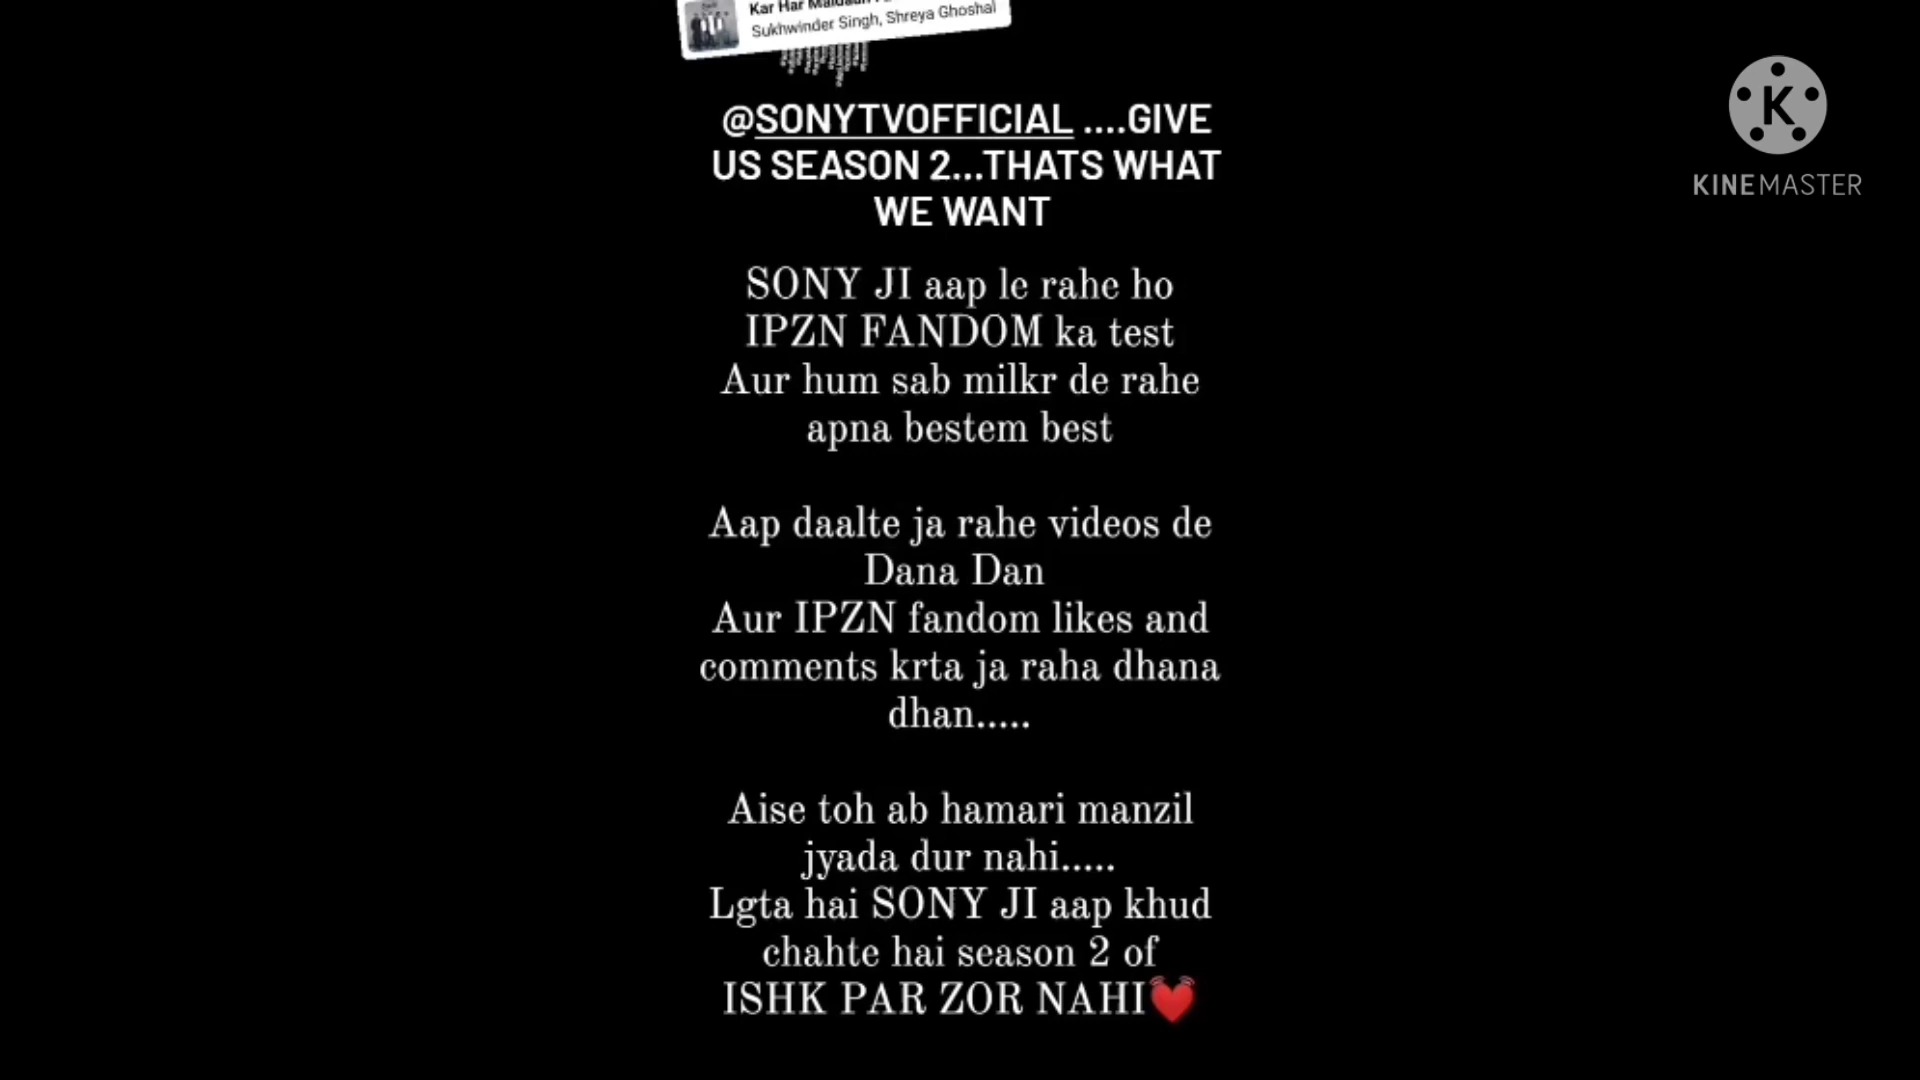 Kar Har Maidaan
Sukhwinder Singh, Shreya Ghoshal
@SONYTVOFFICIAL ....GIVE
US SEASON 2...THATS WHAT
WE WANT
SONY JI aap le rahe ho
IPZN FANDOM ka test
Aur hum sab milkr de rahe
apna bestem best
Aap daalte ja rahe videos de
Dana Dan
Aur IPZN fandom likes and
comments krta ja raha dhana
dhan.....
Aise toh ab hamari manzil
jyada dur nahi.....
Lgta hai SONY JI aap khud
chahte hai season 2 of
ISHK PAR ZOR NAHI💓
K
KINEMASTER